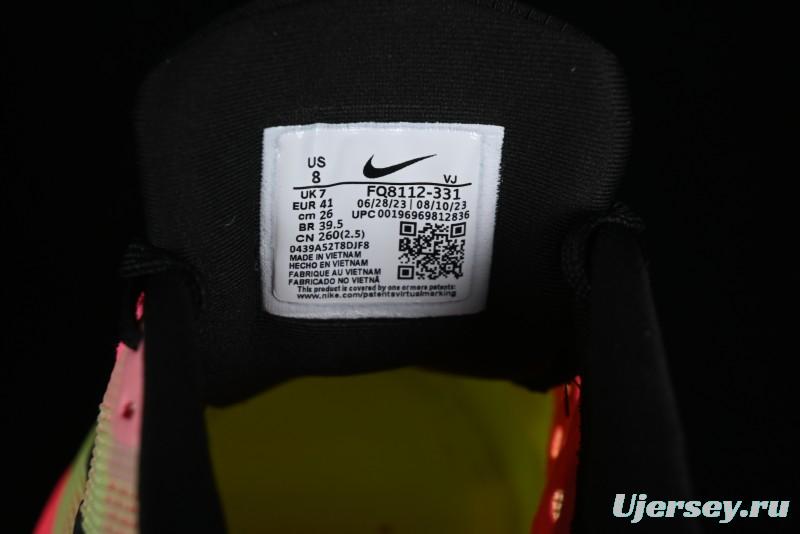 US
8
VJ
UK 7
FQ8112-331
EUR 41
06/28/23 | 08/10/23
cm 26
UPC 00196969812836
BR 39.5
CN 260(2.5)
0439A52T8DJF8
MADE IN VIETNAM
HECHO EN VIETNAM
FABRIQUE AU VIETNAM
FABRICADO NO VIETNÃ
This product is covered by one or more patents:
www.nike.com/patentsvirtualmarking
Ujersey.ru